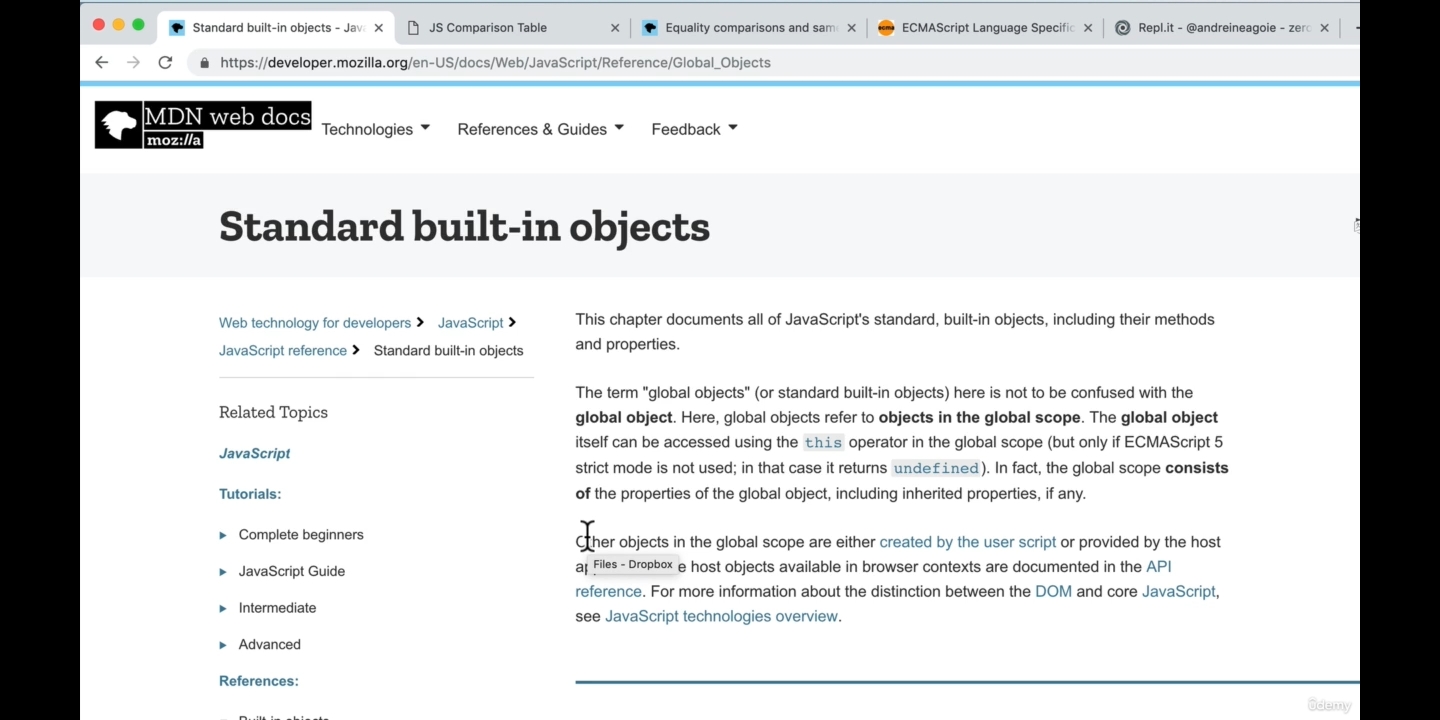 Standard built-in objects - Jav
JS Comparison Table
Equality comparisons and sam
ECMAScript Language Specific
Repl.it - @andreineagoie - zero
https://developer.mozilla.org/en-US/docs/Web/JavaScript/Reference/Global_Objects
MDN web docs
moz://a
Technologies
References & Guides
Feedback
Standard built-in objects
Web technology for developers
JavaScript
JavaScript reference
Standard built-in objects
Related Topics
JavaScript
Tutorials:
Complete beginners
JavaScript Guide
Intermediate
Advanced
References:
Built-in objects
This chapter documents all of JavaScript's standard, built-in objects, including their methods
and properties.
The term "global objects" (or standard built-in objects) here is not to be confused with the
global object. Here, global objects refer to objects in the global scope. The global object
itself can be accessed using the this operator in the global scope (but only if ECMAScript 5
strict mode is not used; in that case it returns undefined). In fact, the global scope consists
of the properties of the global object, including inherited properties, if any.
Other objects in the global scope are either created by the user script or provided by the host
host objects available in browser contexts are documented in the API
Files - Dropbox
reference. For more information about the distinction between the DOM and core JavaScript,
see JavaScript technologies overview.
ûdemy